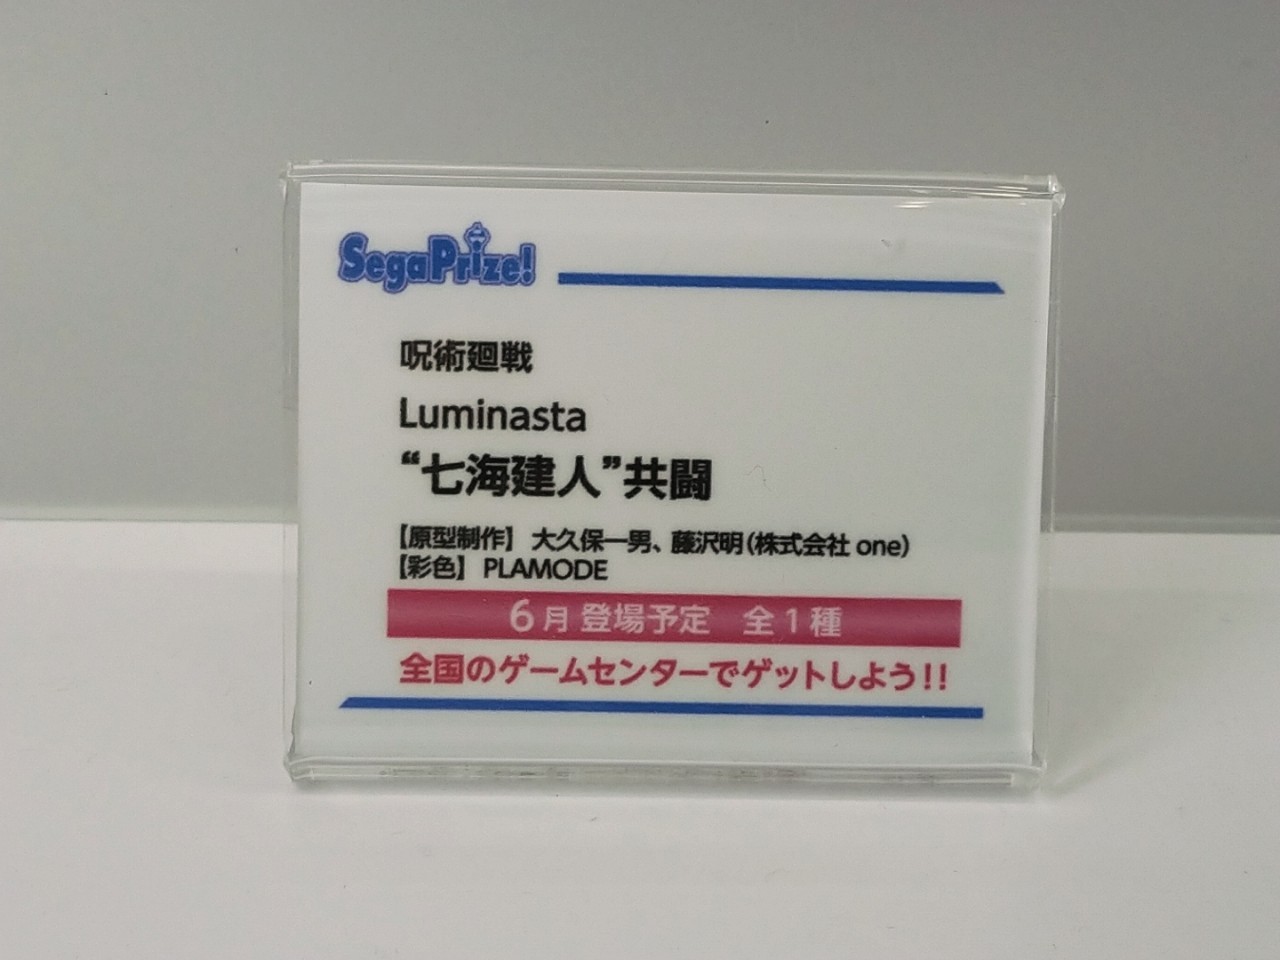 SegaPrize!
呪術廻戦
Luminasta
“七海建人”共闘
【原型制作】 大久保一男、藤沢明(株式会社 one)
【彩色】 PLAMODE
6月 登場予定 全1種
全国のゲームセンターでゲットしよう!!